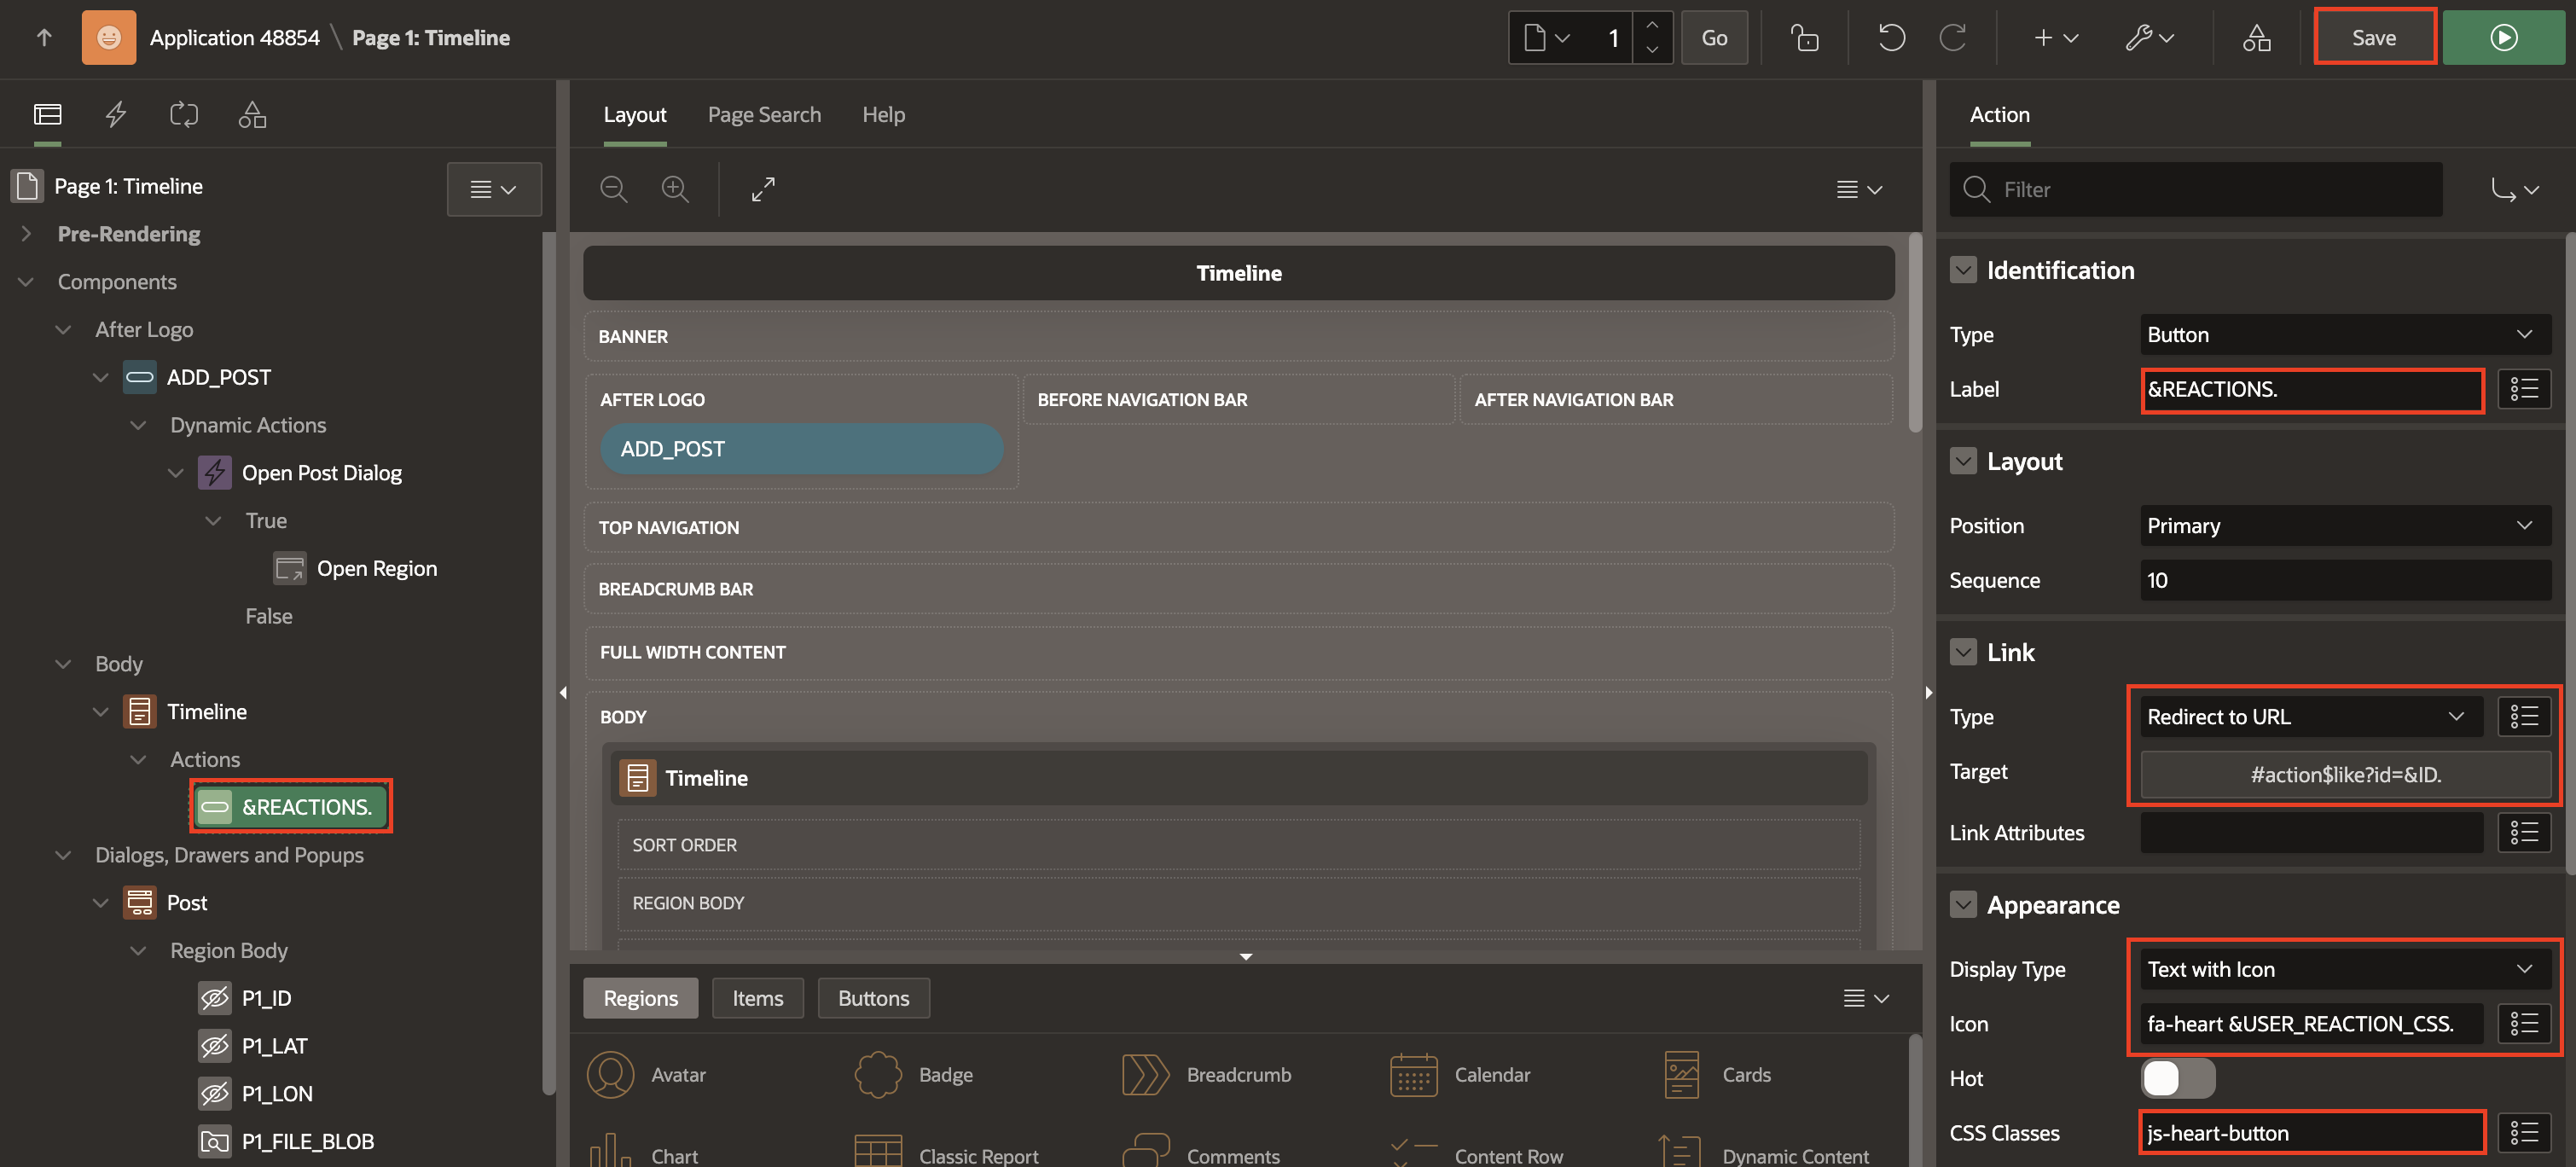 Application 48854 \ Page 1: Timeline
1
Go
Save
Page 1: Timeline
Pre-Rendering
Components
After Logo
ADD_POST
Dynamic Actions
Open Post Dialog
True
Open Region
False
Body
Timeline
Actions
&REACTIONS.
Dialogs, Drawers and Popups
Post
Region Body
P1_ID
P1_LAT
P1_LON
P1_FILE_BLOB
Layout
Page Search
Help
Timeline
BANNER
AFTER LOGO
BEFORE NAVIGATION BAR
AFTER NAVIGATION BAR
ADD_POST
TOP NAVIGATION
BREADCRUMB BAR
FULL WIDTH CONTENT
BODY
Timeline
SORT ORDER
REGION BODY
Regions
Items
Buttons
Avatar
Badge
Breadcrumb
Calendar
Cards
Chart
Classic Report
Comments
Content Row
Dynamic Content
Action
Filter
Identification
Type
Button
Label
&REACTIONS.
Layout
Position
Primary
Sequence
10
Link
Type
Redirect to URL
Target
#action$like?id=&ID.
Link Attributes
Appearance
Display Type
Text with Icon
Icon
fa-heart &USER_REACTION_CSS.
Hot
CSS Classes
js-heart-button